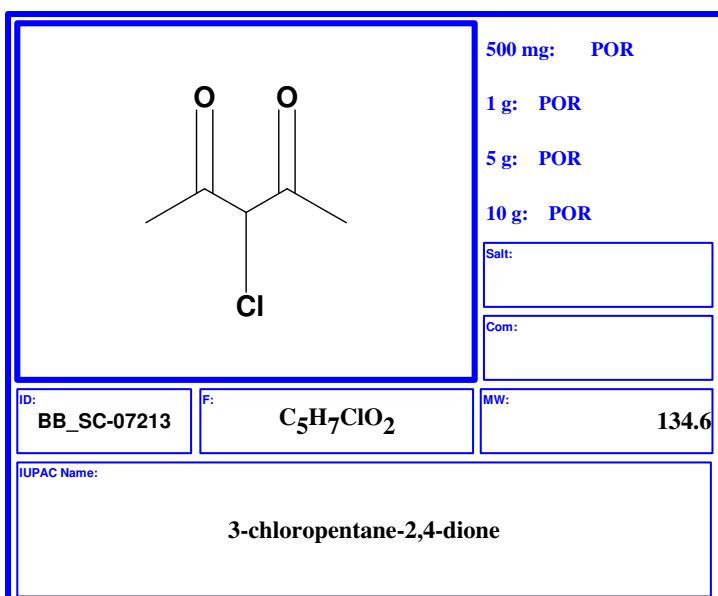 O O
Cl
500 mg: POR
1 g: POR
5 g: POR
10 g: POR
Salt:
Com:
ID:
BB_SC-07213
F:
C5H7ClO2
MW:
134.6
IUPAC Name:
3-chloropentane-2,4-dione